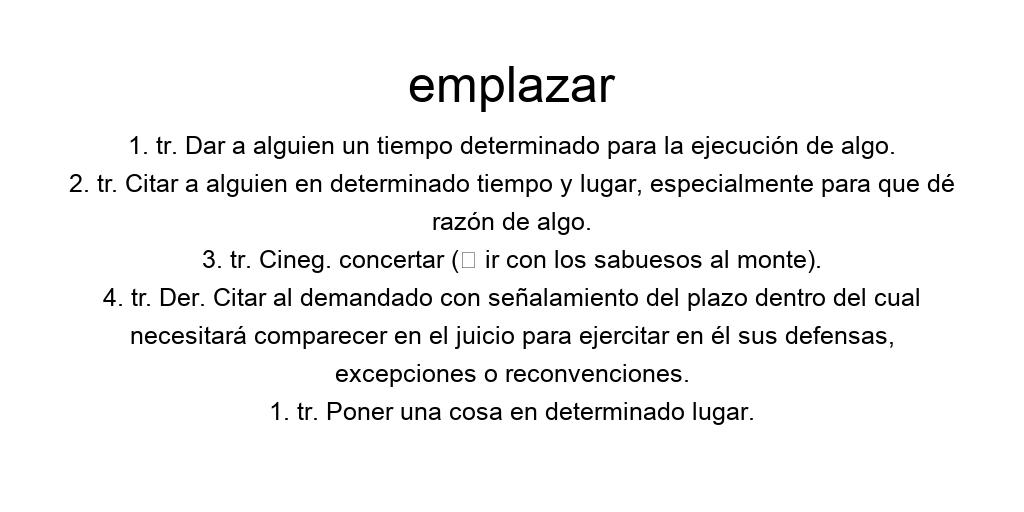 emplazar
1. tr. Dar a alguien un tiempo determinado para la ejecución de algo.
2. tr. Citar a alguien en determinado tiempo y lugar, especialmente para que dé
razón de algo.
3. tr. Cineg. concertar (□ ir con los sabuesos al monte).
4. tr. Der. Citar al demandado con señalamiento del plazo dentro del cual
necesitará comparecer en el juicio para ejercitar en él sus defensas,
excepciones o reconvenciones.
1. tr. Poner una cosa en determinado lugar.